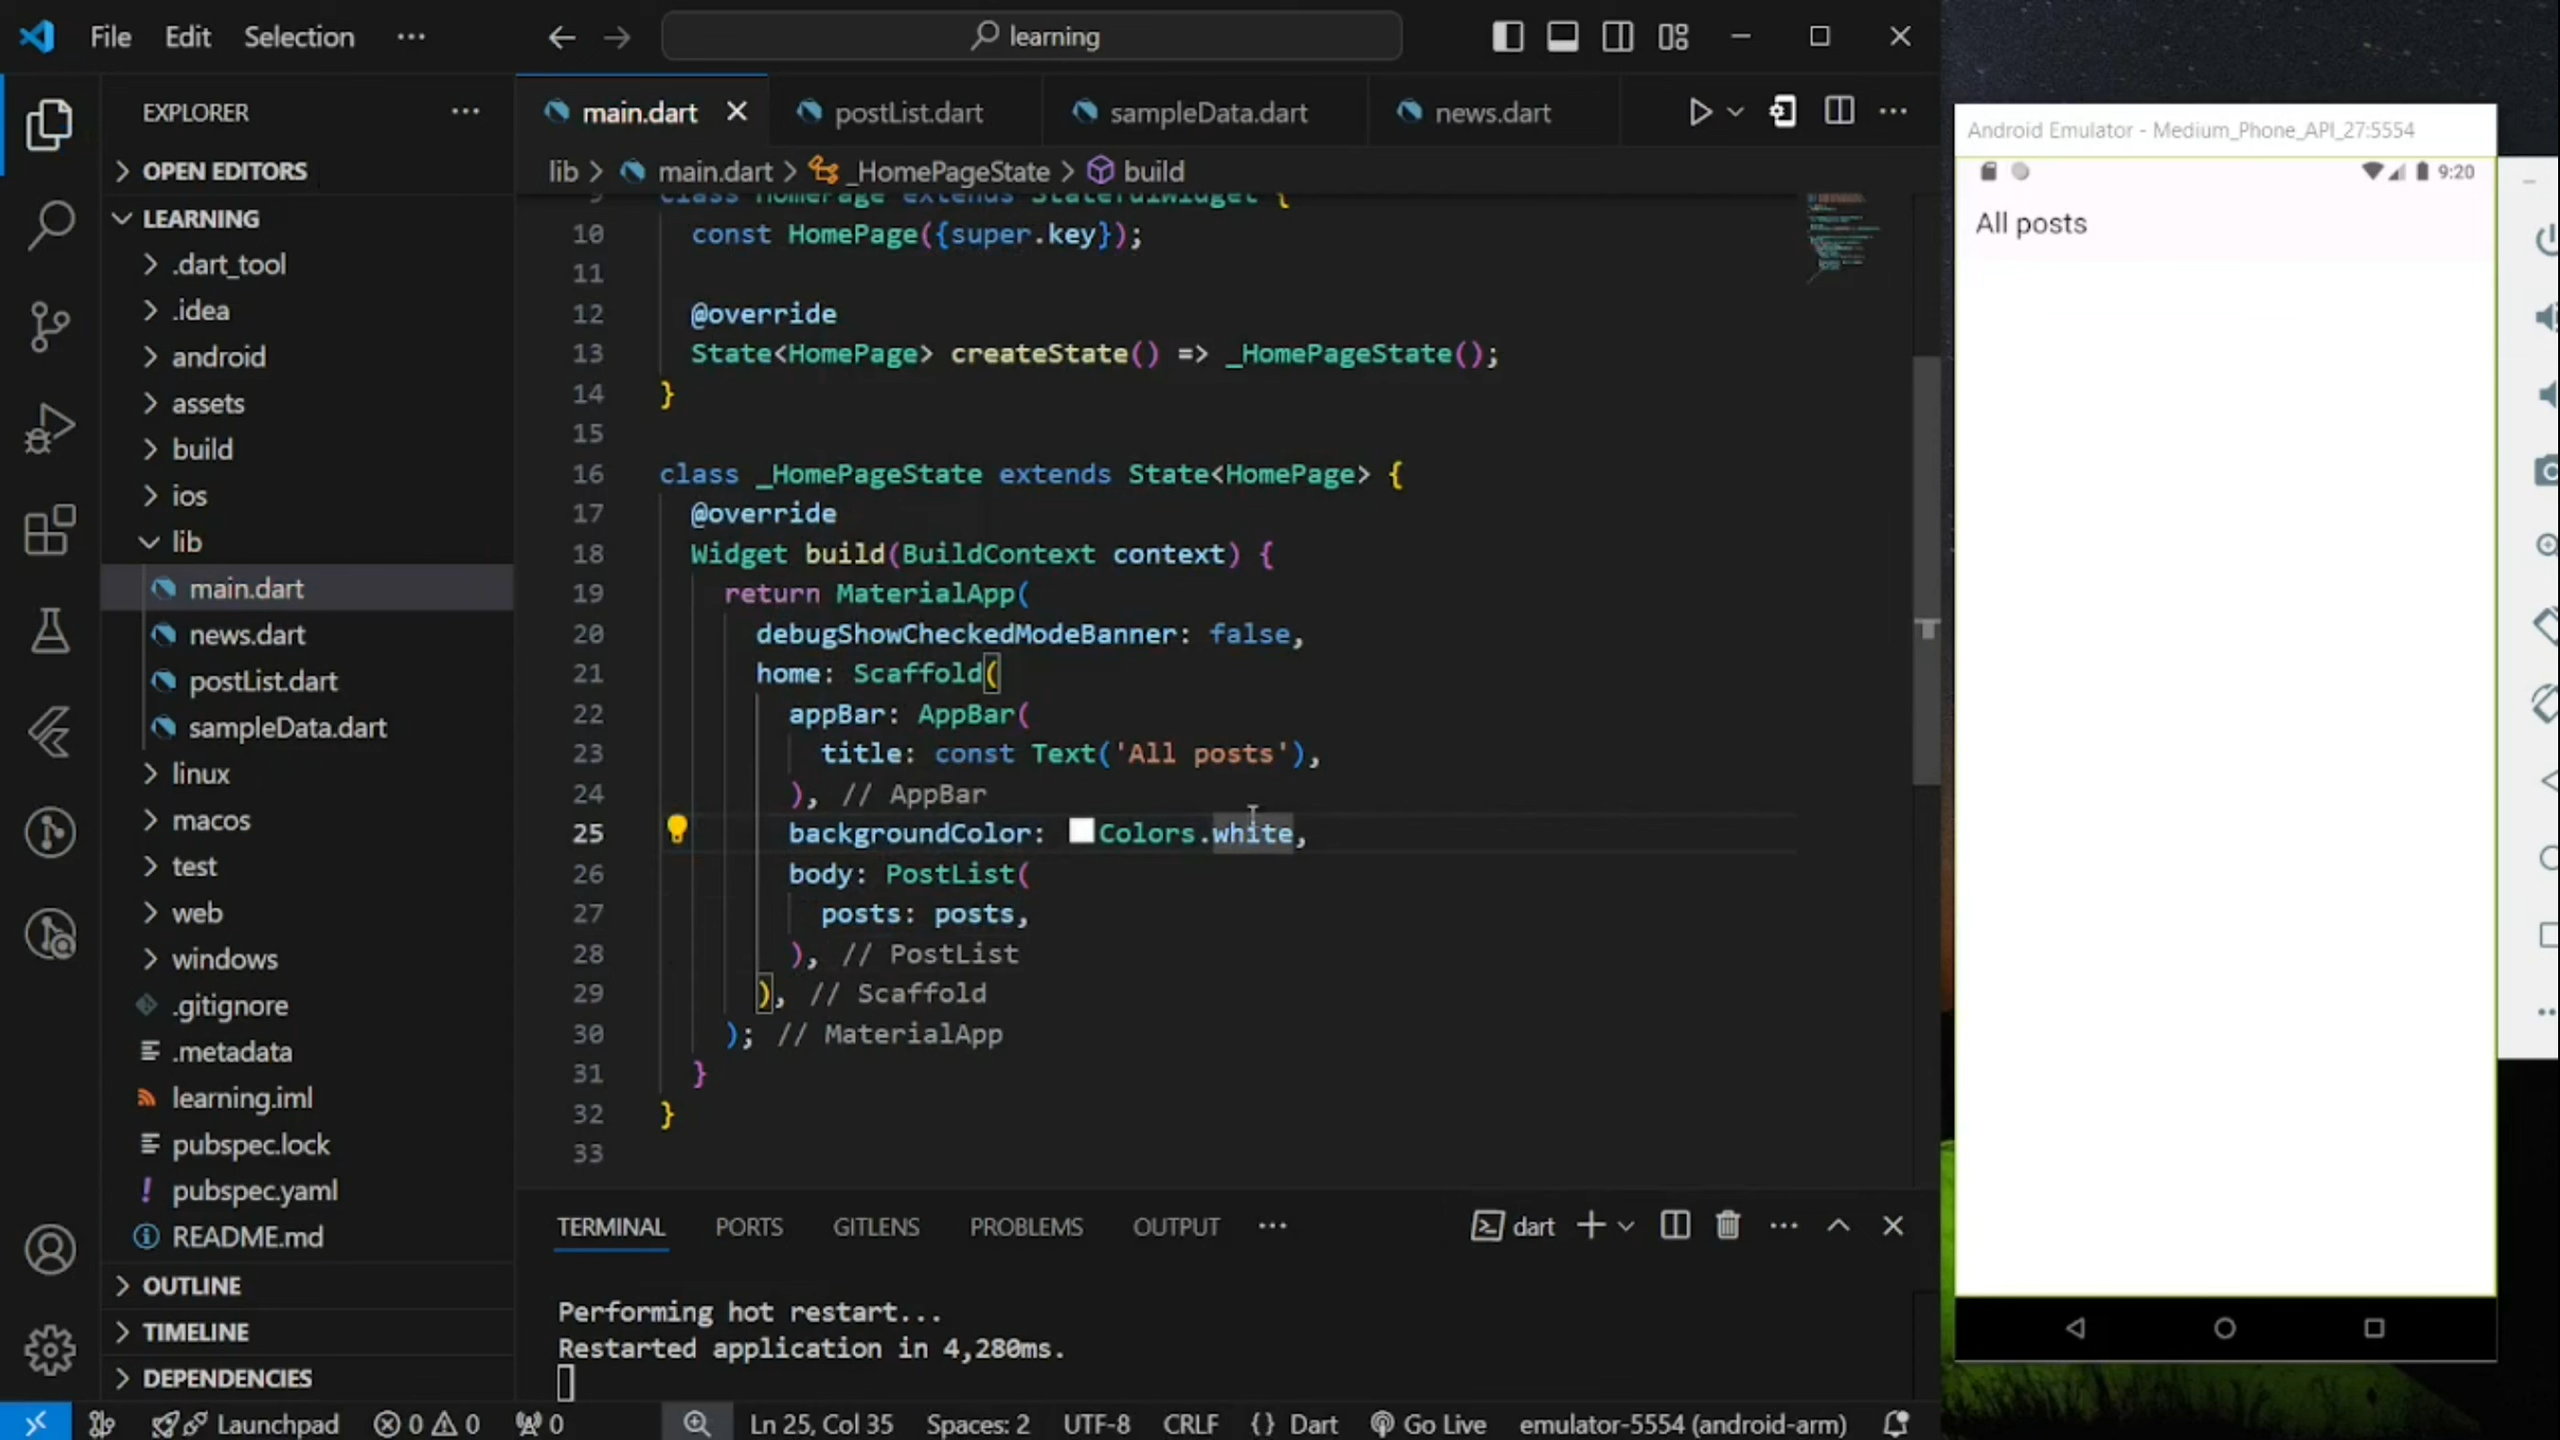 File Edit Selection ···
learning
EXPLORER ···
OPEN EDITORS
LEARNING
.dart_tool
.idea
android
assets
build
ios
lib
main.dart
news.dart
postList.dart
sampleData.dart
linux
macos
test
web
windows
.gitignore
.metadata
learning.iml
pubspec.lock
pubspec.yaml
README.md
OUTLINE
TIMELINE
DEPENDENCIES
main.dart postList.dart sampleData.dart news.dart
lib > main.dart > _HomePageState > build
9 class HomePage extends StatefulWidget {
10 const HomePage({super.key});
11
12 @override
13 State<HomePage> createState() => _HomePageState();
14 }
15
16 class _HomePageState extends State<HomePage> {
17 @override
18 Widget build(BuildContext context) {
19 return MaterialApp(
20 debugShowCheckedModeBanner: false,
21 home: Scaffold(
22 appBar: AppBar(
23 title: const Text('All posts'),
24 ), // AppBar
25 backgroundColor: Colors.white,
26 body: PostList(
27 posts: posts,
28 ), // PostList
29 ), // Scaffold
30 ); // MaterialApp
31 }
32 }
33
TERMINAL PORTS GITLENS PROBLEMS OUTPUT ··· dart
Performing hot restart...
Restarted application in 4,280ms.
Launchpad 0 0 0 Ln 25, Col 35 Spaces: 2 UTF-8 CRLF {} Dart Go Live emulator-5554 (android-arm)
Android Emulator - Medium_Phone_API_27:5554
9:20
All posts